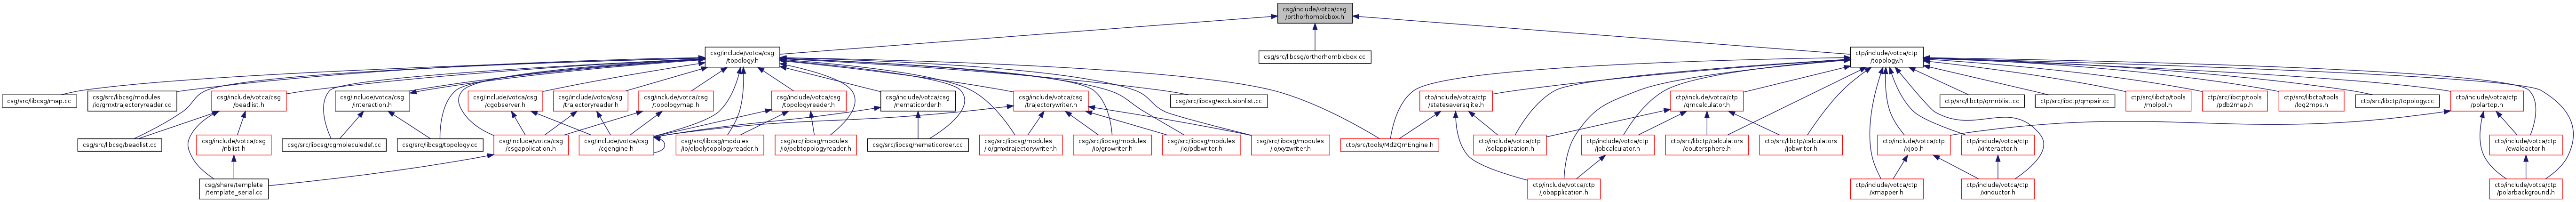 csg/include/votca/csg
/orthorhombicbox.h
csg/include/votca/csg
/topology.h
csg/src/libcsg/orthorhombicbox.cc
ctp/include/votca/ctp
/topology.h
csg/src/libcsg/map.cc
csg/src/libcsg/modules
/io/gmxtrajectoryreader.cc
csg/include/votca/csg
/beadlist.h
csg/include/votca/csg
/interaction.h
csg/include/votca/csg
/cgobserver.h
csg/include/votca/csg
/trajectoryreader.h
csg/include/votca/csg
/topologymap.h
csg/include/votca/csg
/topologyreader.h
csg/include/votca/csg
/nematicorder.h
csg/include/votca/csg
/trajectorywriter.h
csg/src/libcsg/exclusionlist.cc
ctp/include/votca/ctp
/statesaversqlite.h
ctp/include/votca/ctp
/qmcalculator.h
ctp/src/libctp/qmnblist.cc
ctp/src/libctp/qmpair.cc
ctp/src/libctp/tools
/molpol.h
ctp/src/libctp/tools
/pdb2map.h
ctp/src/libctp/tools
/log2mps.h
ctp/src/libctp/topology.cc
ctp/include/votca/ctp
/polartop.h
csg/src/libcsg/beadlist.cc
csg/include/votca/csg
/nblist.h
csg/src/libcsg/cgmoleculedef.cc
csg/src/libcsg/topology.cc
csg/include/votca/csg
/csgapplication.h
csg/include/votca/csg
/cgengine.h
csg/src/libcsg/modules
/io/dlpolytopologyreader.h
csg/src/libcsg/modules
/io/pdbtopologyreader.h
csg/src/libcsg/nematicorder.cc
csg/src/libcsg/modules
/io/gmxtrajectorywriter.h
csg/src/libcsg/modules
/io/growriter.h
csg/src/libcsg/modules
/io/pdbwriter.h
csg/src/libcsg/modules
/io/xyzwriter.h
ctp/src/tools/Md2QmEngine.h
ctp/include/votca/ctp
/sqlapplication.h
ctp/include/votca/ctp
/jobcalculator.h
ctp/src/libctp/calculators
/eoutersphere.h
ctp/src/libctp/calculators
/jobwriter.h
ctp/include/votca/ctp
/xjob.h
ctp/include/votca/ctp
/xinteractor.h
ctp/include/votca/ctp
/ewaldactor.h
csg/share/template
/template_serial.cc
ctp/include/votca/ctp
/jobapplication.h
ctp/include/votca/ctp
/xmapper.h
ctp/include/votca/ctp
/xinductor.h
ctp/include/votca/ctp
/polarbackground.h